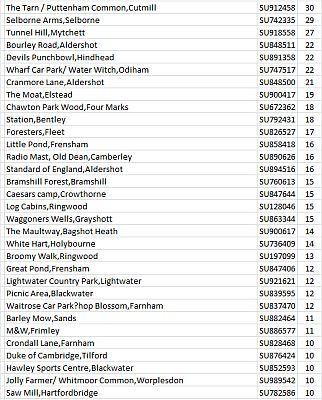 The Tarn / Puttenham Common,Cutmill SU912458 30
Selborne Arms,Selborne SU742335 29
Tunnel Hill,Mytchett SU918558 27
Bourley Road,Aldershot SU848511 22
Devils Punchbowl,Hindhead SU891358 22
Wharf Car Park/ Water Witch,Odiham SU747517 22
Cranmore Lane,Aldershot SU848500 21
The Moat,Elstead SU900417 19
Chawton Park Wood,Four Marks SU672362 18
Station,Bentley SU792431 18
Foresters,Fleet SU826527 17
Little Pond,Frensham SU858418 16
Radio Mast, Old Dean,Camberley SU890626 16
Standard of England,Aldershot SU894516 16
Bramshill Forest,Bramshill SU760613 15
Caesars camp,Crowthorne SU847644 15
Log Cabins,Ringwood SU128046 15
Waggoners Wells,Grayshott SU863344 15
The Maultway,Bagshot Heath SU900617 14
White Hart,Holybourne SU736409 14
Broomy Walk,Ringwood SU197099 13
Great Pond,Frensham SU847406 12
Lightwater Country Park,Lightwater SU921621 12
Picnic Area,Blackwater SU839595 12
Waitrose Car Park?hop Blossom,Farnham SU837470 12
Barley Mow,Sands SU882464 11
M&W,Frimley SU886577 11
Crondall Lane,Farnham SU828468 10
Duke of Cambridge,Tilford SU876424 10
Hawley Sports Centre,Blackwater SU852593 10
Jolly Farmer/ Whitmoor Common,Worplesdon SU989542 10
Saw Mill,Hartfordbridge SU782586 10